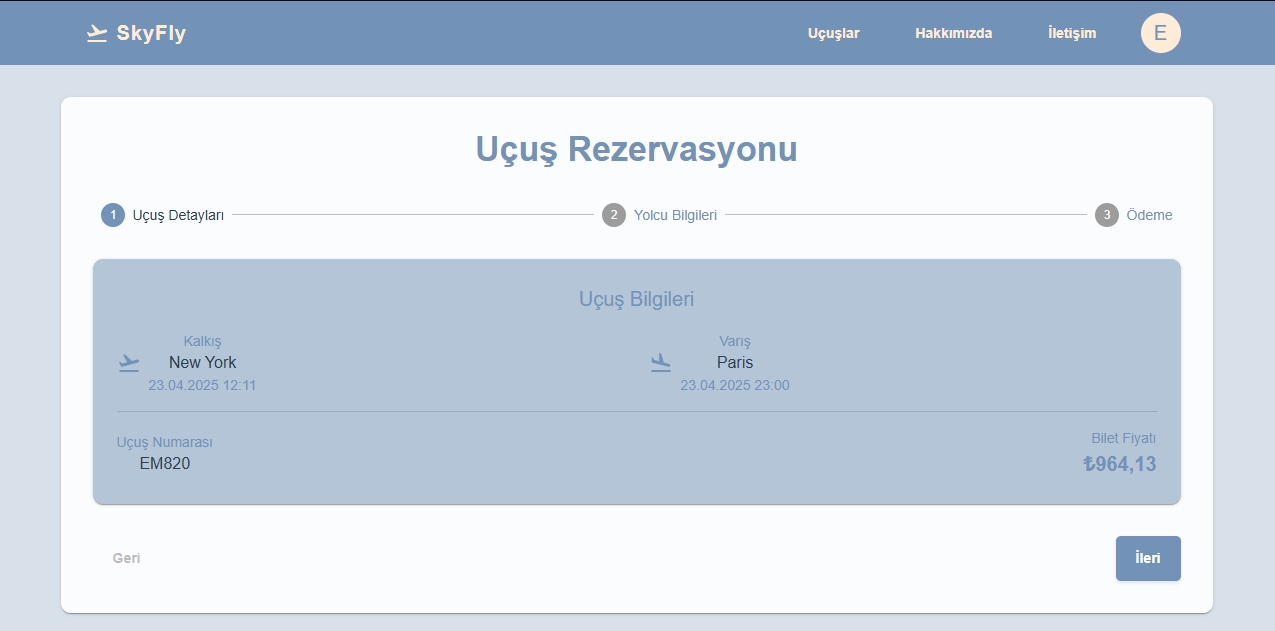 SkyFly
Uçuşlar
Hakkımızda
İletişim
E
Uçuş Rezervasyonu
1 Uçuş Detayları
2 Yolcu Bilgileri
3 Ödeme
Uçuş Bilgileri
Kalkış
New York
23.04.2025 12:11
Varış
Paris
23.04.2025 23:00
Uçuş Numarası
EM820
Bilet Fiyatı
₺964,13
Geri
İleri